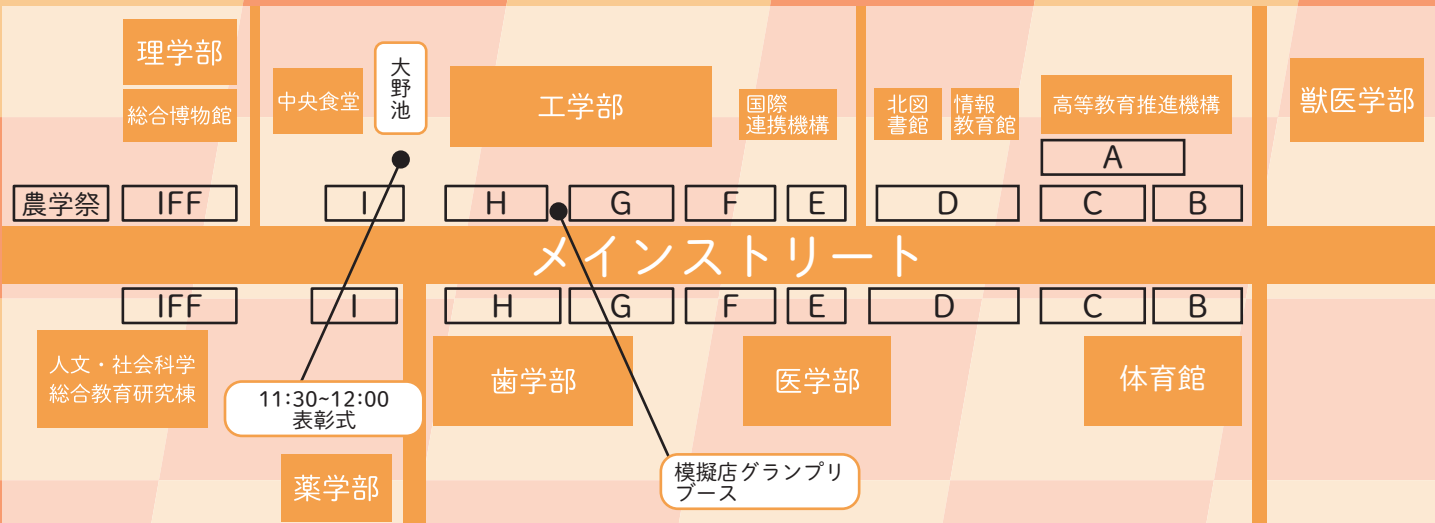 理学部
総合博物館
中央食堂
大野池
工学部
国際
連携機構
北図
書館
情報
教育館
高等教育推進機構
獣医学部
A
農学祭
IFF
I
H
G
F
E
D
C
B
メインストリート
IFF
I
H
G
F
E
D
C
B
人文・社会科学
総合教育研究棟
11:30~12:00
表彰式
歯学部
医学部
体育館
薬学部
模擬店グランプリ
ブース